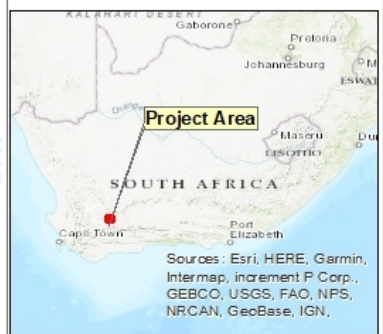 KALAHARI DESERT
Gaborone
Pretoria
Johannesburg
ESWAT
Orange
Project Area
Maseru
Du
LESOTHO
SOUTH AFRICA
Cape Town
Port
Elizabeth
Sources: Esri, HERE, Garmin,
Intermap, increment P Corp.,
GEBCO, USGS, FAO, NPS,
NRCAN, GeoBase, IGN,